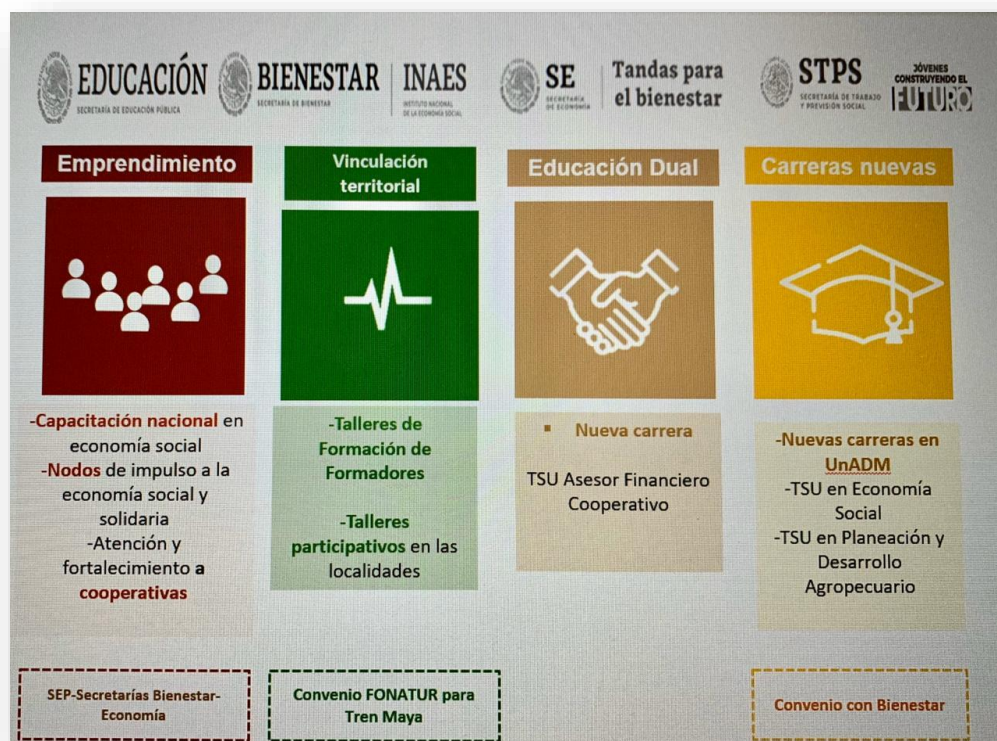 EDUCACIÓN
SECRETARÍA DE EDUCACIÓN PÚBLICA
BIENESTAR
SECRETARÍA DE BIENESTAR
INAES
INSTITUTO NACIONAL
DE LA ECONOMÍA SOCIAL
SE
SECRETARÍA
DE ECONOMÍA
Tandas para
el bienestar
STPS
SECRETARÍA DE TRABAJO
Y PREVISIÓN SOCIAL
JÓVENES
CONSTRUYENDO EL
FUTURO
Emprendimiento
-Capacitación nacional en
economía social
-Nodos de impulso a la
economía social y
solidaria
-Atención y
fortalecimiento a
cooperativas
SEP-Secretarías Bienestar-
Economía
Vinculación
territorial
-Talleres de
Formación de
Formadores
-Talleres
participativos en las
localidades
Convenio FONATUR para
Tren Maya
Educación Dual
▪ Nueva carrera
TSU Asesor Financiero
Cooperativo
Carreras nuevas
-Nuevas carreras en
UnADM
-TSU en Economía
Social
-TSU en Planeación y
Desarrollo
Agropecuario
Convenio con Bienestar